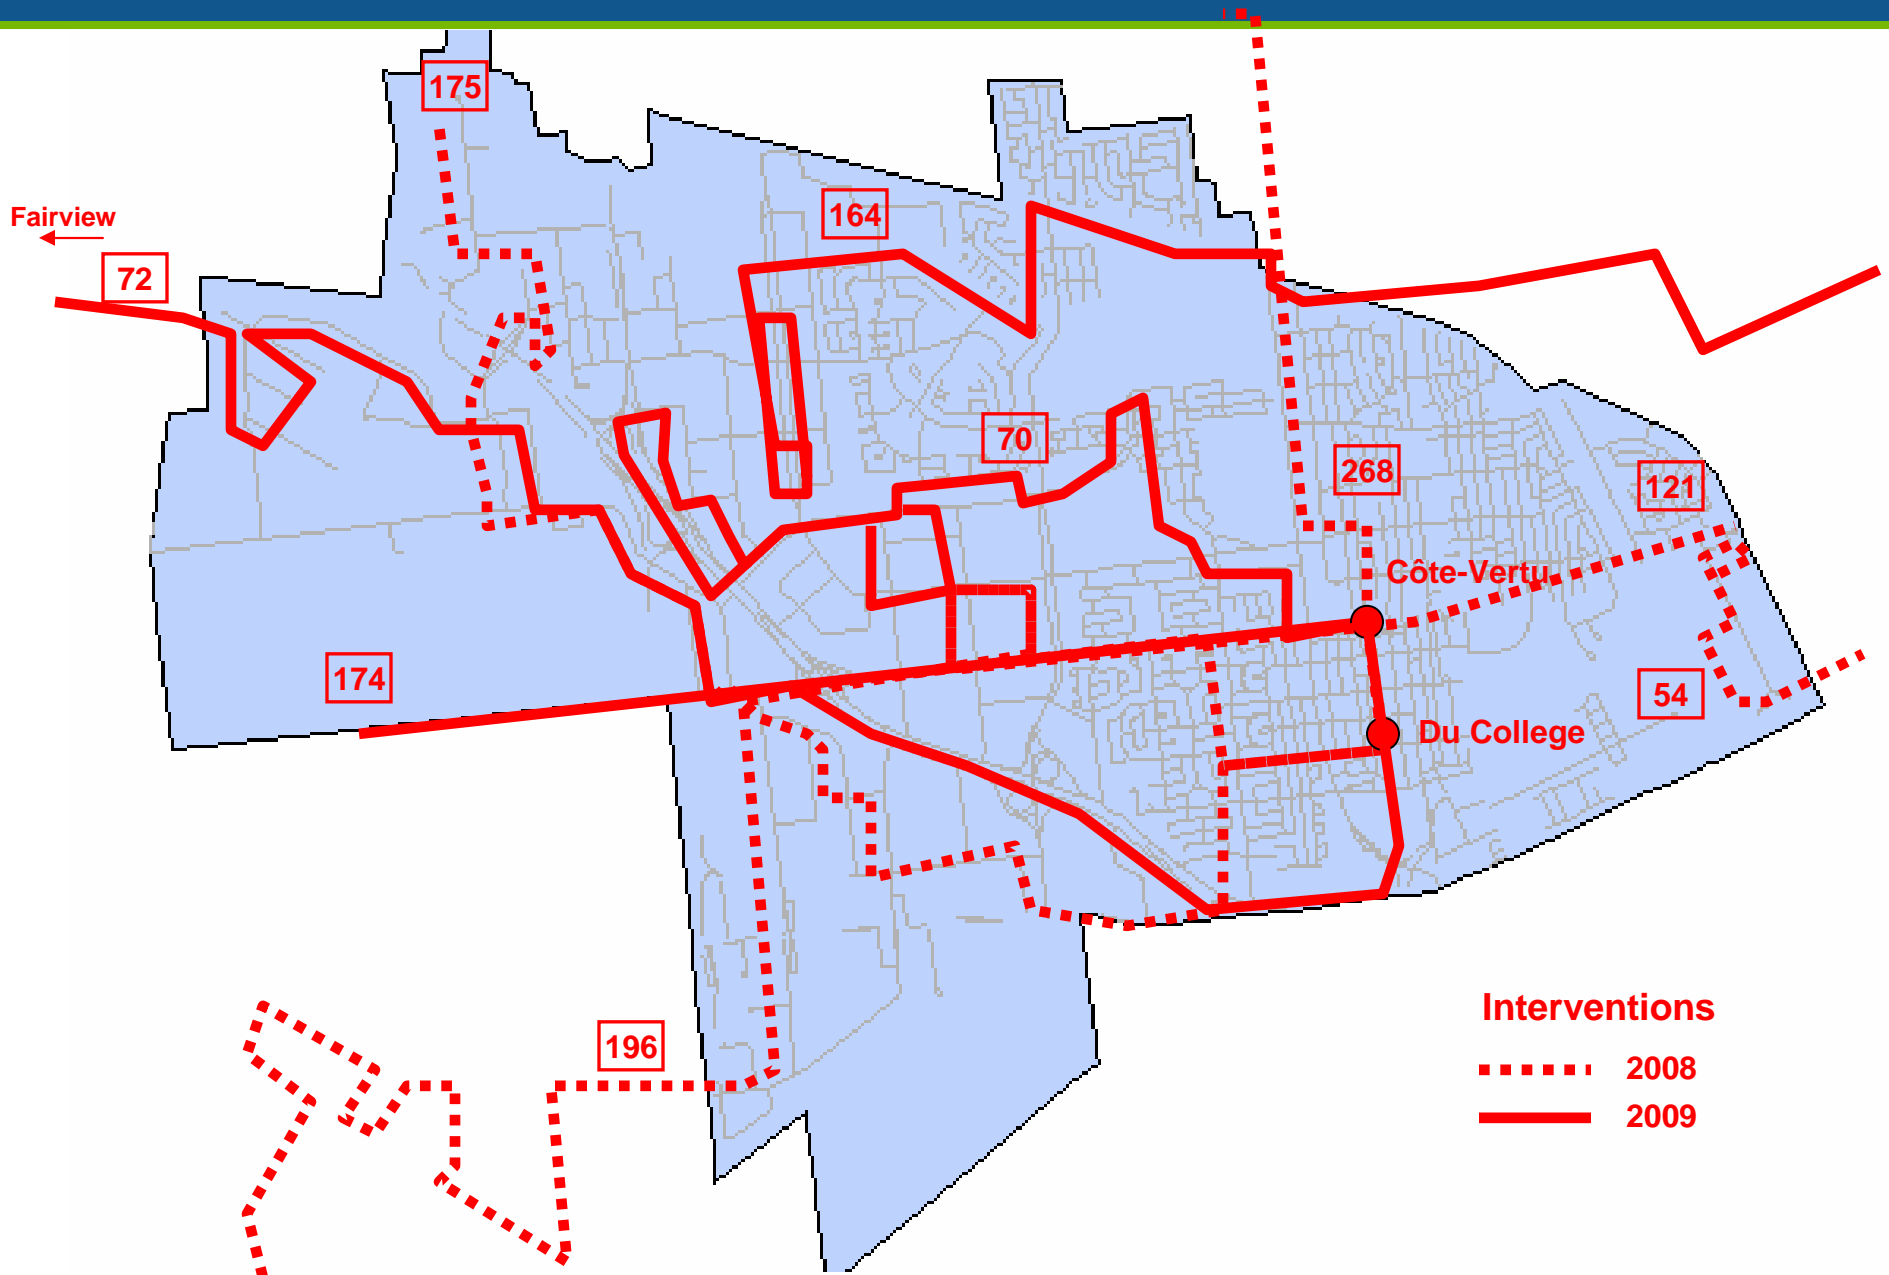 175
Fairview
164
72
70
268
121
Côte-Vertu
174
54
Du College
Interventions
196
2008
2009